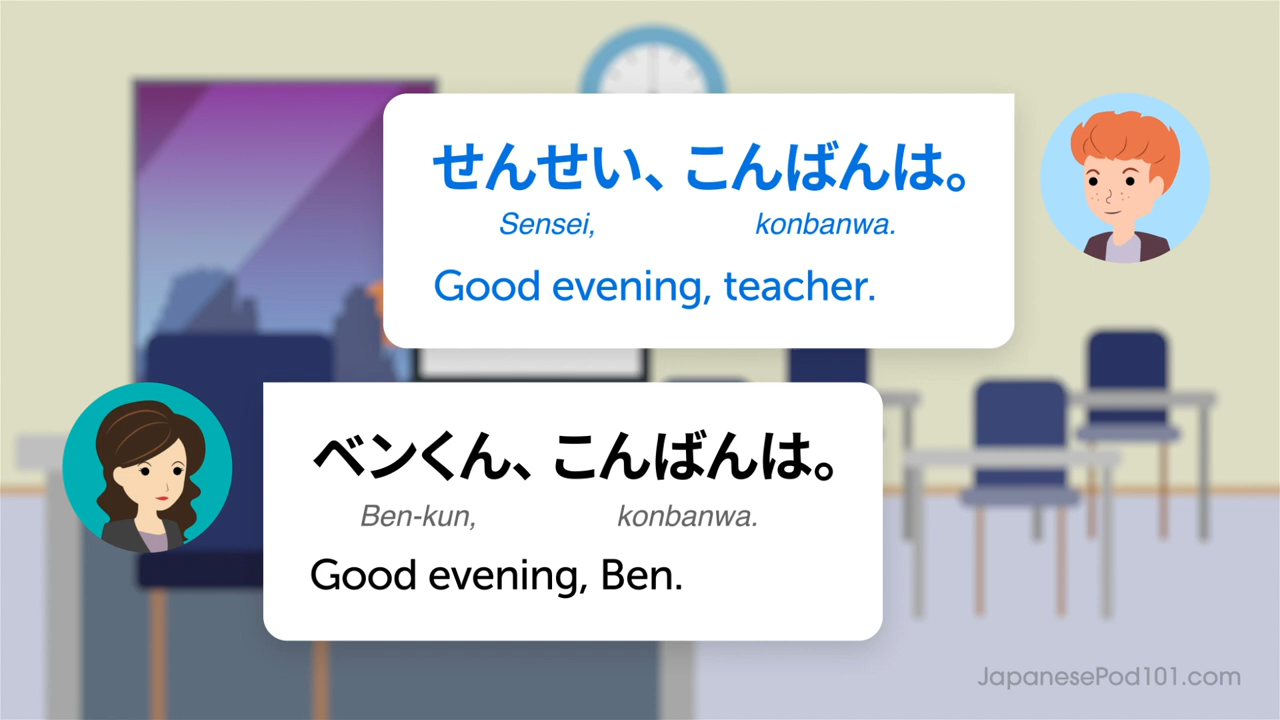 せんせい、こんばんは。
Sensei, konbanwa.
Good evening, teacher.
ベンくん、こんばんは。
Ben-kun, konbanwa.
Good evening, Ben.
JapanesePod101.com